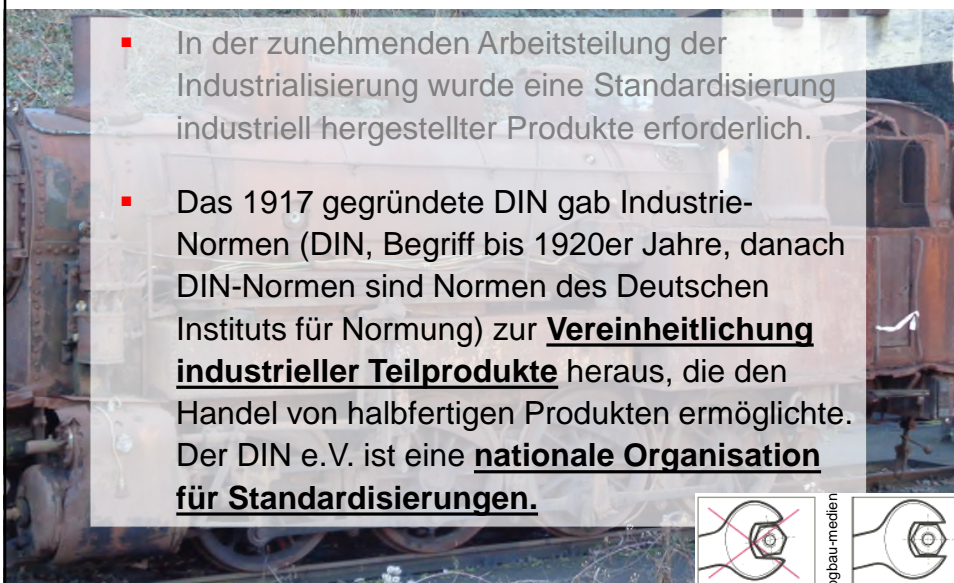 ▪ In der zunehmenden Arbeitsteilung der
Industrialisierung wurde eine Standardisierung
industriell hergestellter Produkte erforderlich.
▪ Das 1917 gegründete DIN gab Industrie-
Normen (DIN, Begriff bis 1920er Jahre, danach
DIN-Normen sind Normen des Deutschen
Instituts für Normung) zur Vereinheitlichung
industrieller Teilprodukte heraus, die den
Handel von halbfertigen Produkten ermöglichte.
Der DIN e.V. ist eine nationale Organisation
für Standardisierungen.